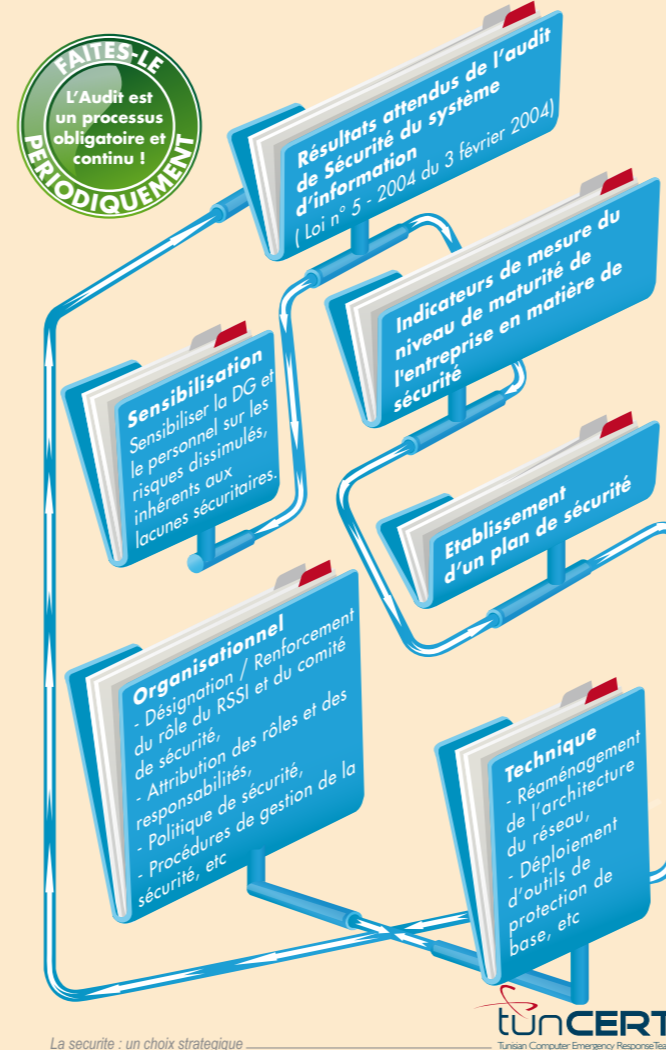 FAITES-LE
L'Audit est
un processus
obligatoire et
continu !
PERIODIQUEMENT
Résultats attendus de l'audit
de Sécurité du système
d'information
( Loi n° 5 - 2004 du 3 février 2004)
Indicateurs de mesure du
niveau de maturité de
l'entreprise en matière de
sécurité
Sensibilisation
Sensibiliser la DG et
le personnel sur les
risques dissimulés,
inhérents aux
lacunes sécuritaires.
Etablissement
d'un plan de sécurité
Organisationnel
- Désignation / Renforcement
du rôle du RSSI et du comité
de sécurité,
- Attribution des rôles et des
responsabilités,
- Politique de sécurité,
- Procédures de gestion de la
sécurité, etc
Technique
- Réaménagement
de l'architecture
du réseau,
- Déploiement
d'outils de
protection de
base, etc
La securite : un choix strategique
tunCERT
Tunisian Computer Emergency ResponseTea